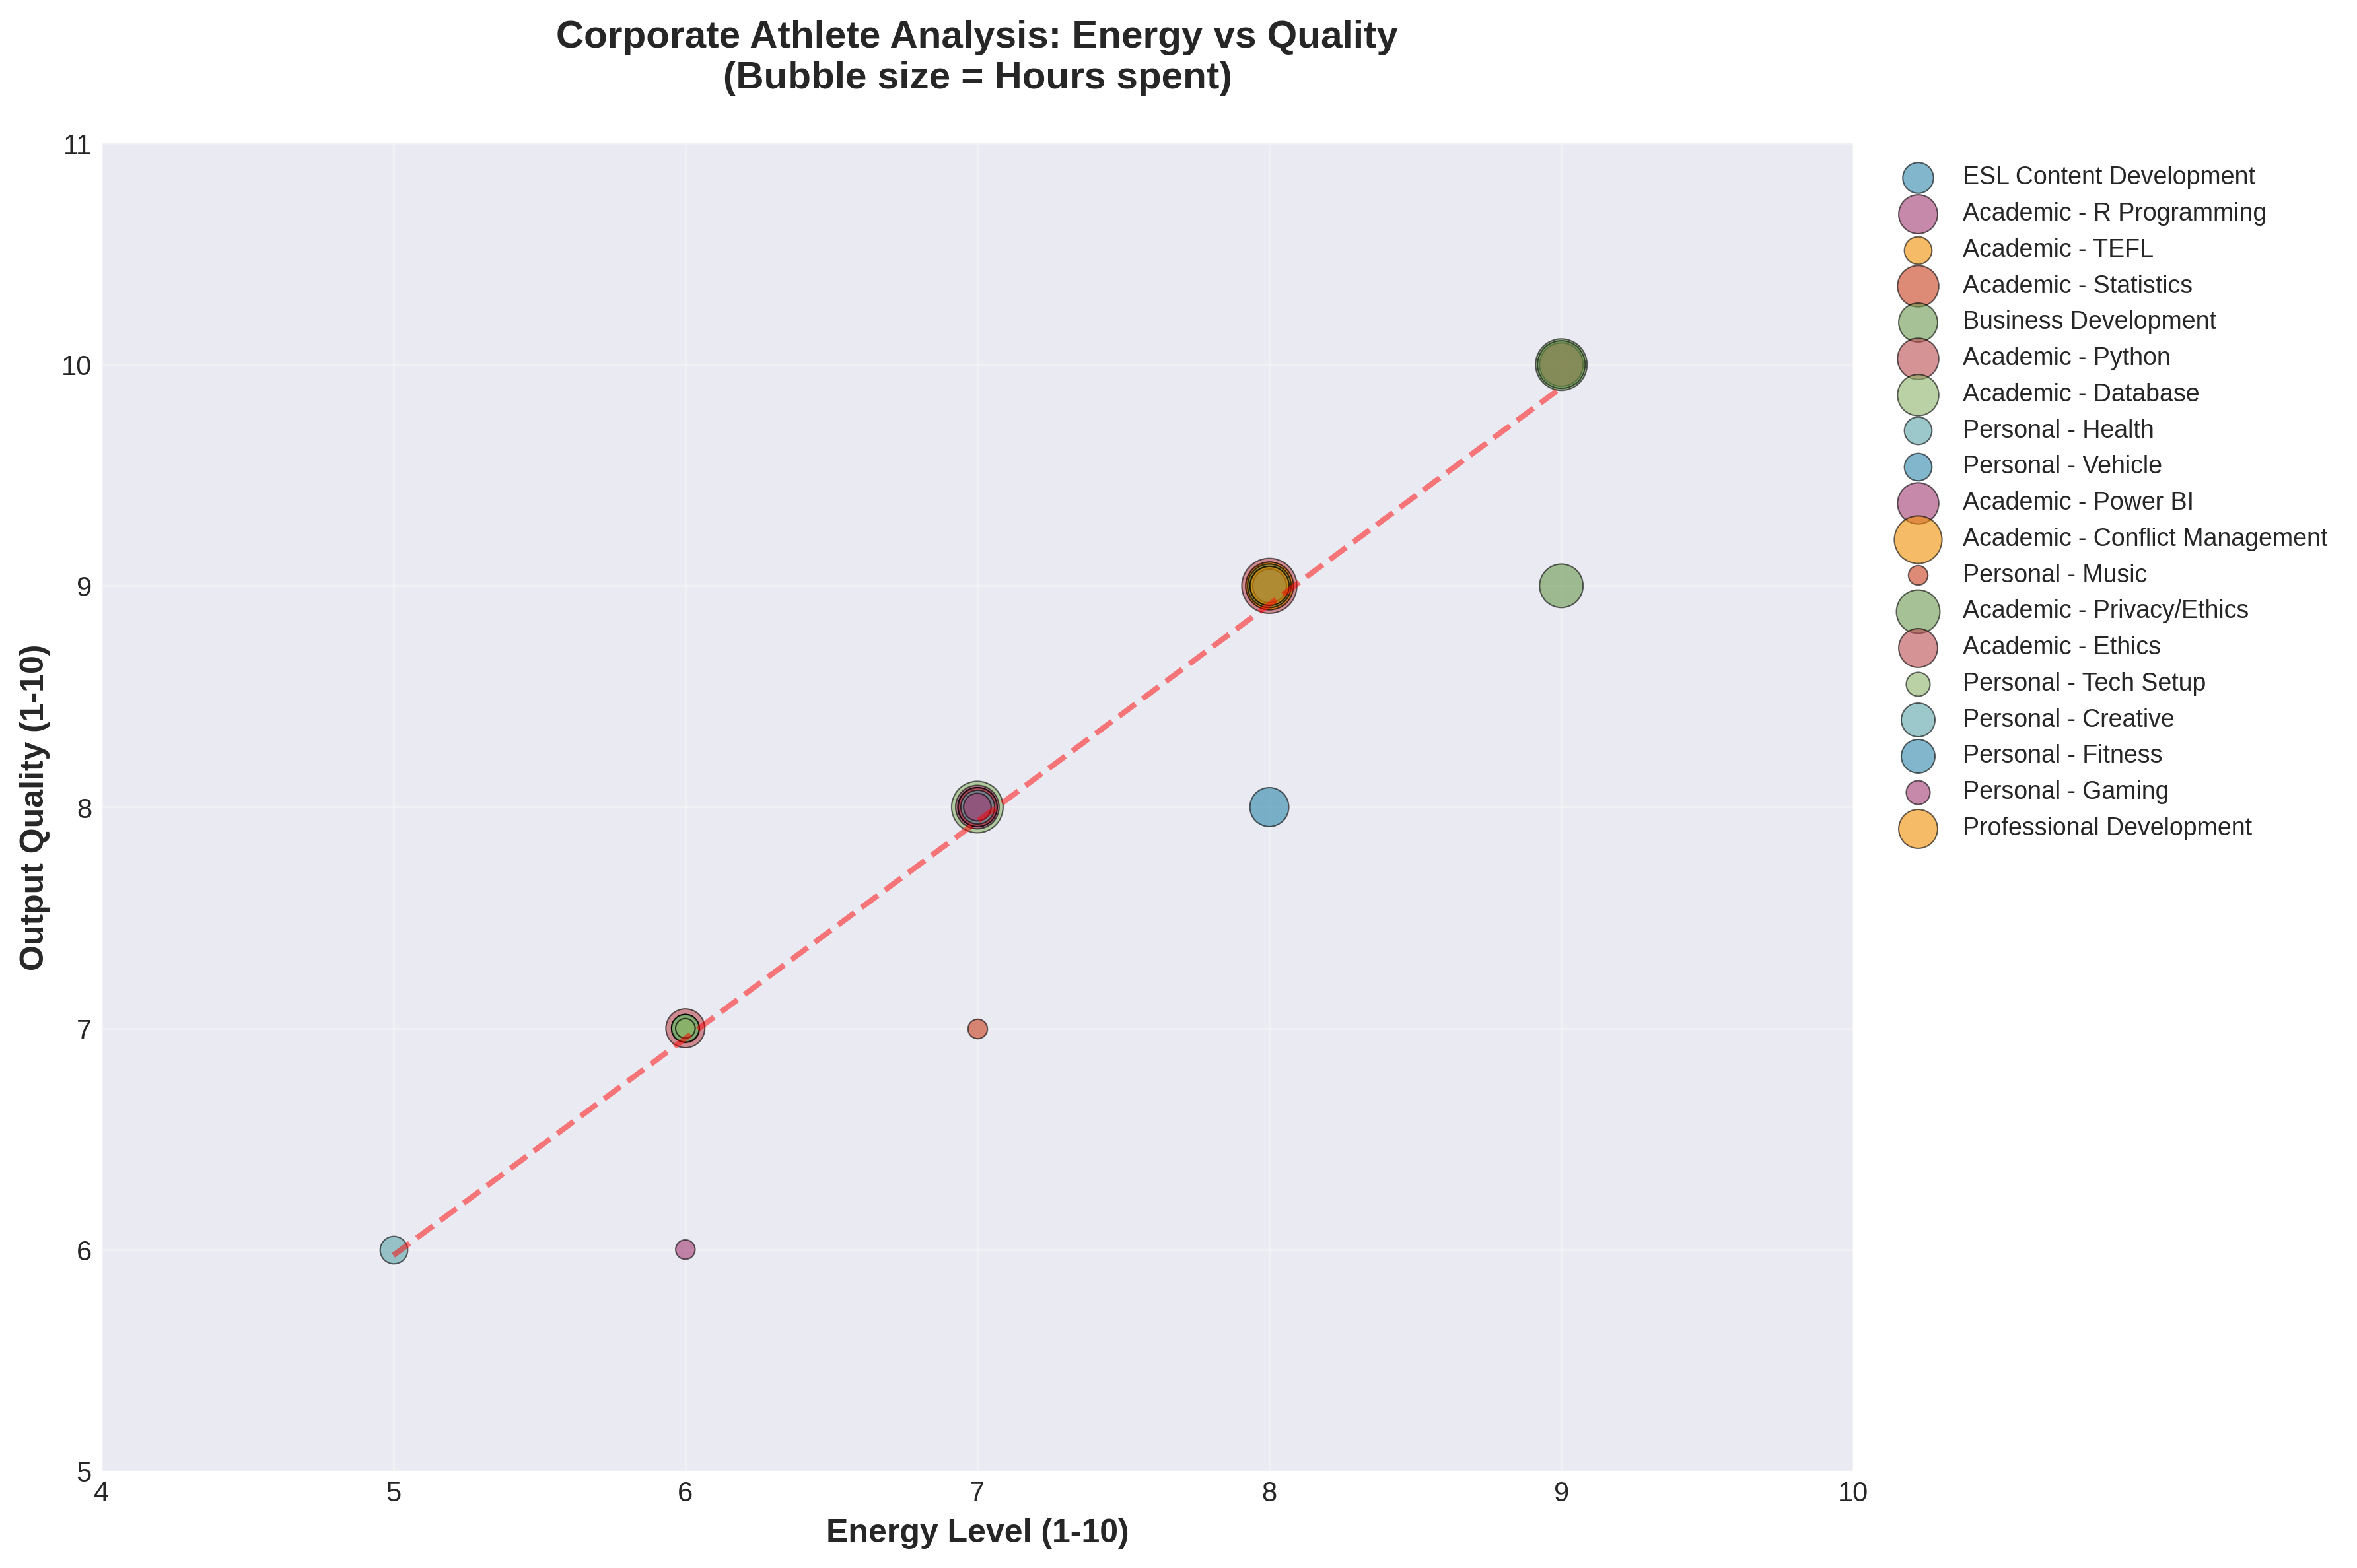 Corporate Athlete Analysis: Energy vs Quality
(Bubble size = Hours spent)
11
10
9
8
7
6
5
Output Quality (1-10)
4
5
6
7
8
9
10
Energy Level (1-10)
ESL Content Development
Academic - R Programming
Academic - TEFL
Academic - Statistics
Business Development
Academic - Python
Academic - Database
Personal - Health
Personal - Vehicle
Academic - Power BI
Academic - Conflict Management
Personal - Music
Academic - Privacy/Ethics
Academic - Ethics
Personal - Tech Setup
Personal - Creative
Personal - Fitness
Personal - Gaming
Professional Development